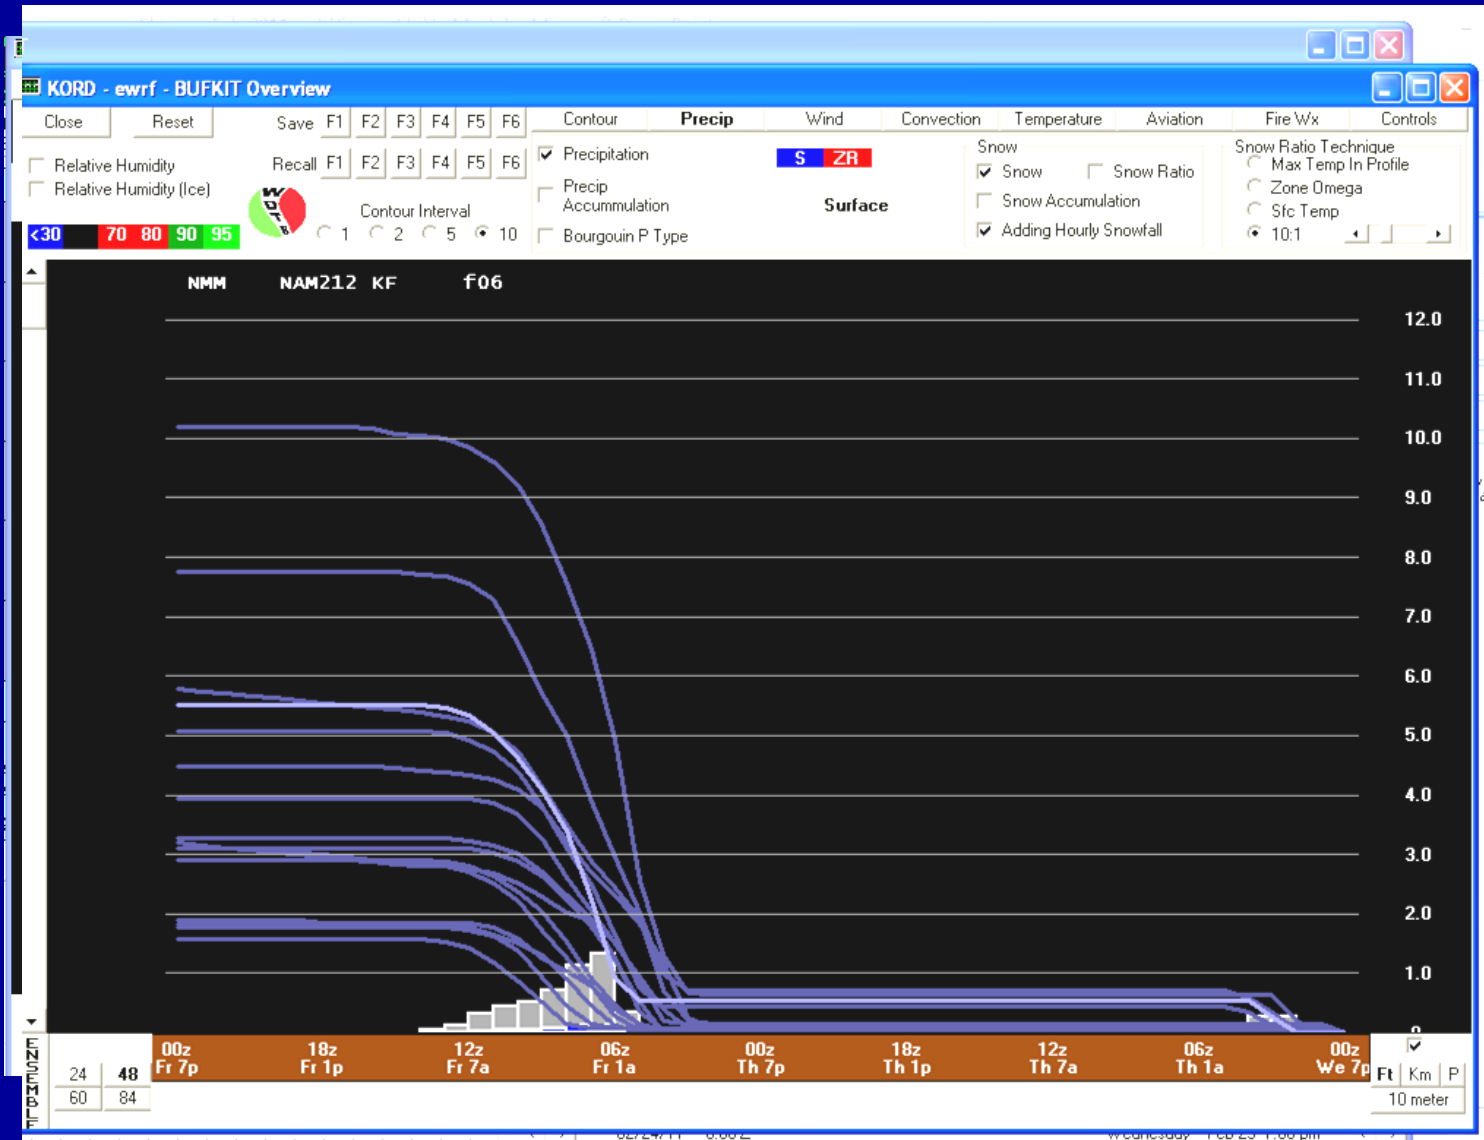 KORD - ewrf - BUFKIT Overview
Close Reset Save F1 F2 F3 F4 F5 F6 Contour Precip Wind Convection Temperature Aviation Fire Wx Controls
Relative Humidity Recall F1 F2 F3 F4 F5 F6 Precipitation S ZR Snow Snow Ratio Technique
Snow Snow Ratio Max Temp In Profile
Relative Humidity (Ice) Precip Zone Omega
Accummulation Surface Snow Accumulation Sfc Temp
Contour Interval
<30 70 80 90 95 1 2 5 10 Bourgouin P Type Adding Hourly Snowfall 10:1
NMM NAM212 KF f06
12.0
11.0
10.0
9.0
8.0
7.0
6.0
5.0
4.0
3.0
2.0
1.0
00z 18z 12z 06z 00z 18z 12z 06z 00z
Fr 7p Fr 1p Fr 7a Fr 1a Th 7p Th 1p Th 7a Th 1a We 7p
24 48 Ft Km P
60 84 10 meter